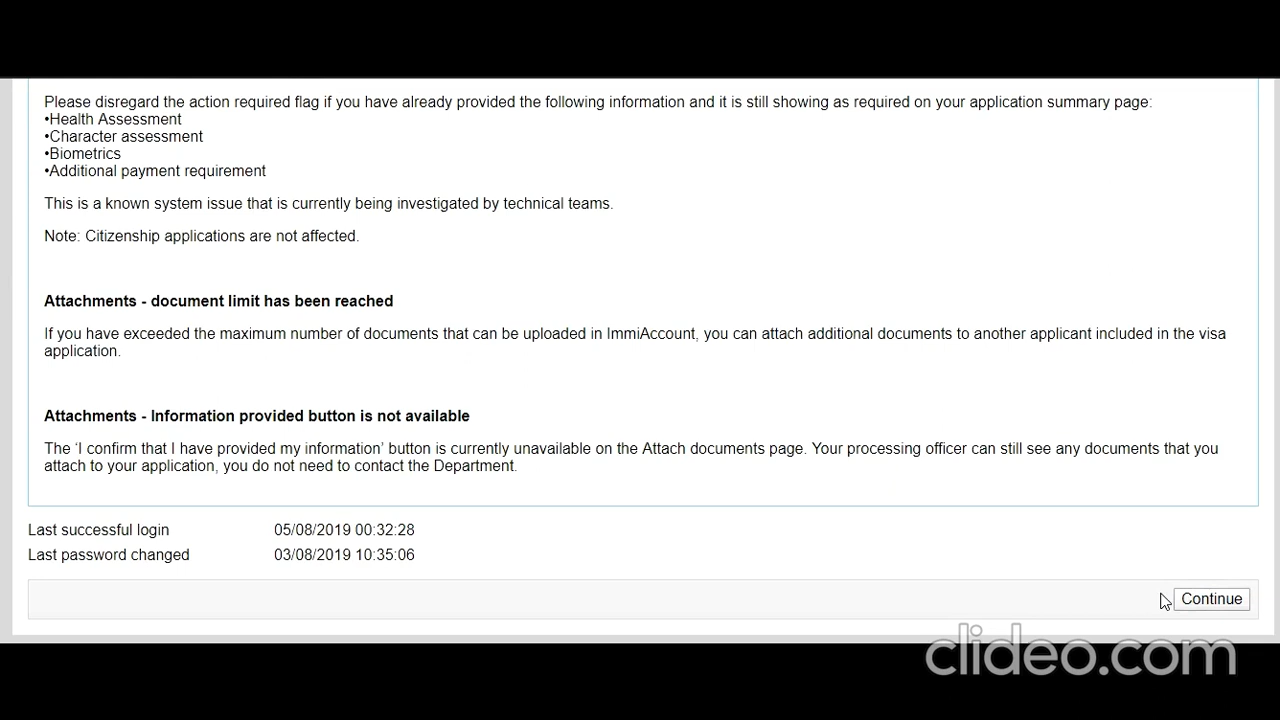 Please disregard the action required flag if you have already provided the following information and it is still showing as required on your application summary page:
•Health Assessment
•Character assessment
•Biometrics
•Additional payment requirement
This is a known system issue that is currently being investigated by technical teams.
Note: Citizenship applications are not affected.
Attachments - document limit has been reached
If you have exceeded the maximum number of documents that can be uploaded in ImmiAccount, you can attach additional documents to another applicant included in the visa
application.
Attachments - Information provided button is not available
The ‘I confirm that I have provided my information’ button is currently unavailable on the Attach documents page. Your processing officer can still see any documents that you
attach to your application, you do not need to contact the Department.
Last successful login 05/08/2019 00:32:28
Last password changed 03/08/2019 10:35:06
Continue
clideo.com